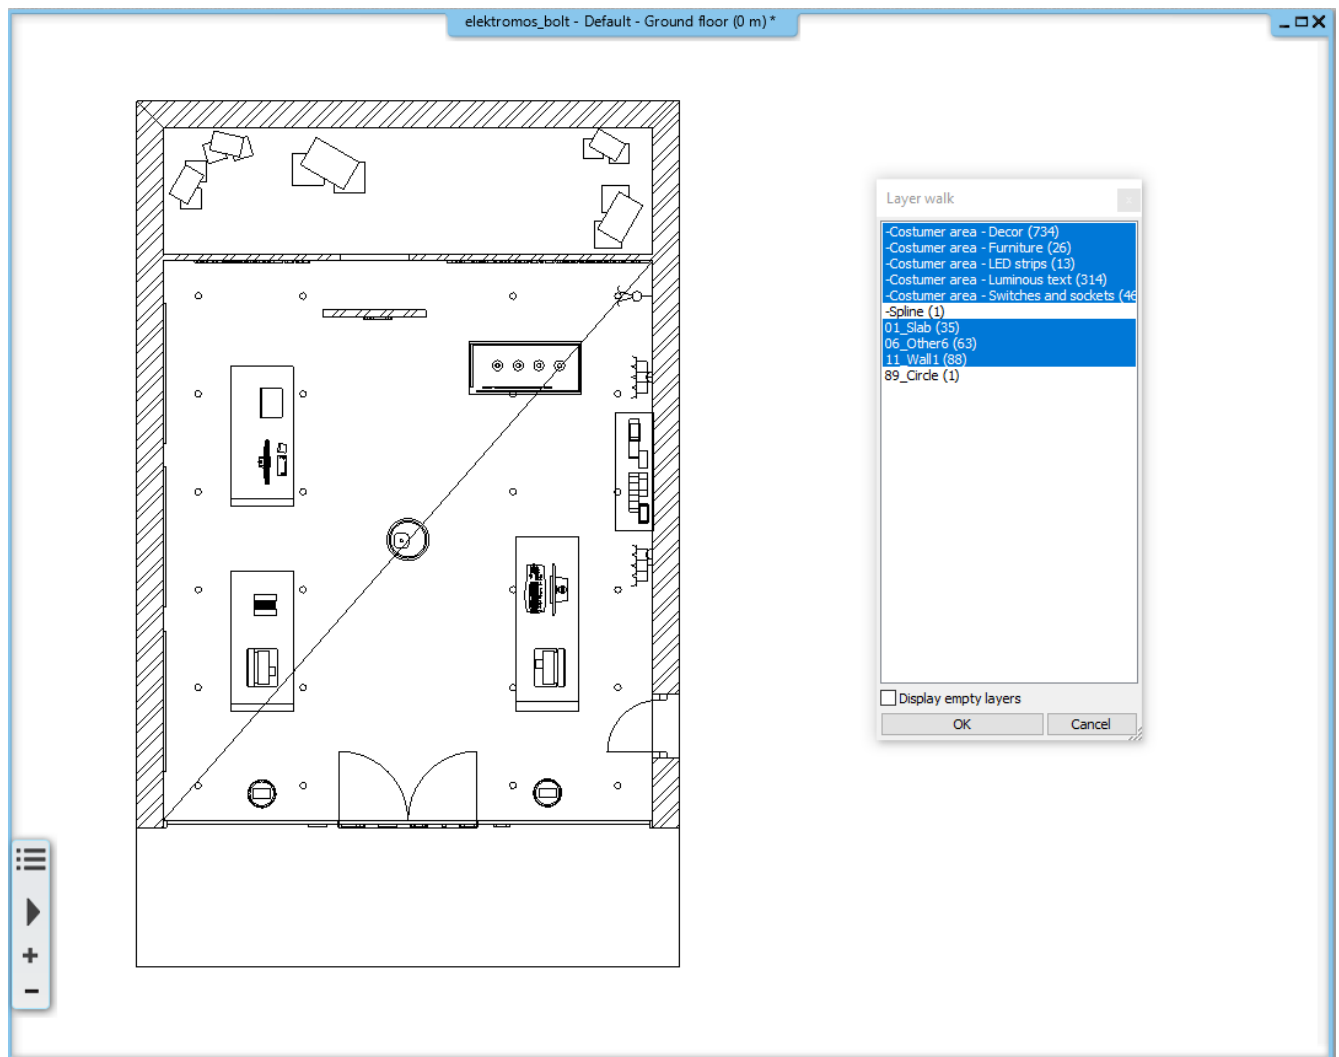 elektromos_bolt - Default - Ground floor (0 m) *
Layer walk
-Costumer area - Decor (734)
-Costumer area - Furniture (26)
-Costumer area - LED strips (13)
-Costumer area - Luminous text (314)
-Costumer area - Switches and sockets (46
-Spline (1)
01_Slab (35)
06_Other6 (63)
11_Wall1 (88)
89_Circle (1)
Display empty layers
OK
Cancel